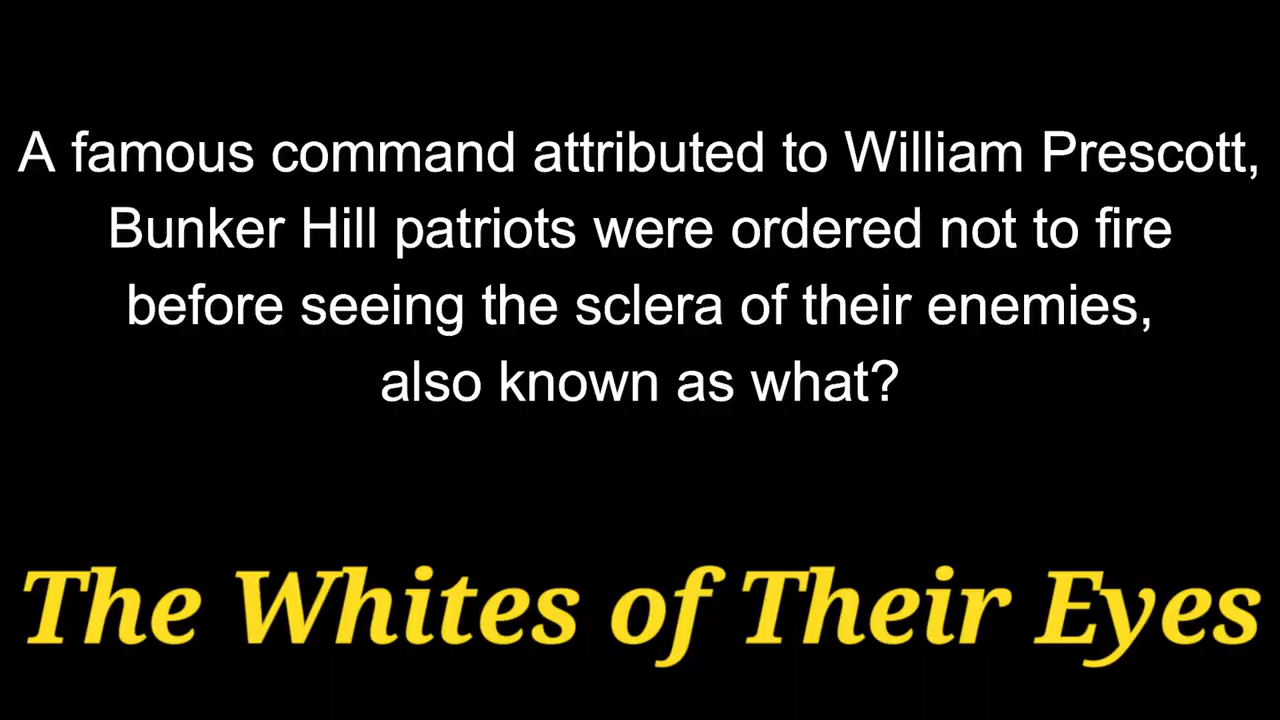 A famous command attributed to William Prescott,
Bunker Hill patriots were ordered not to fire
before seeing the sclera of their enemies,
also known as what?
The Whites of Their Eyes